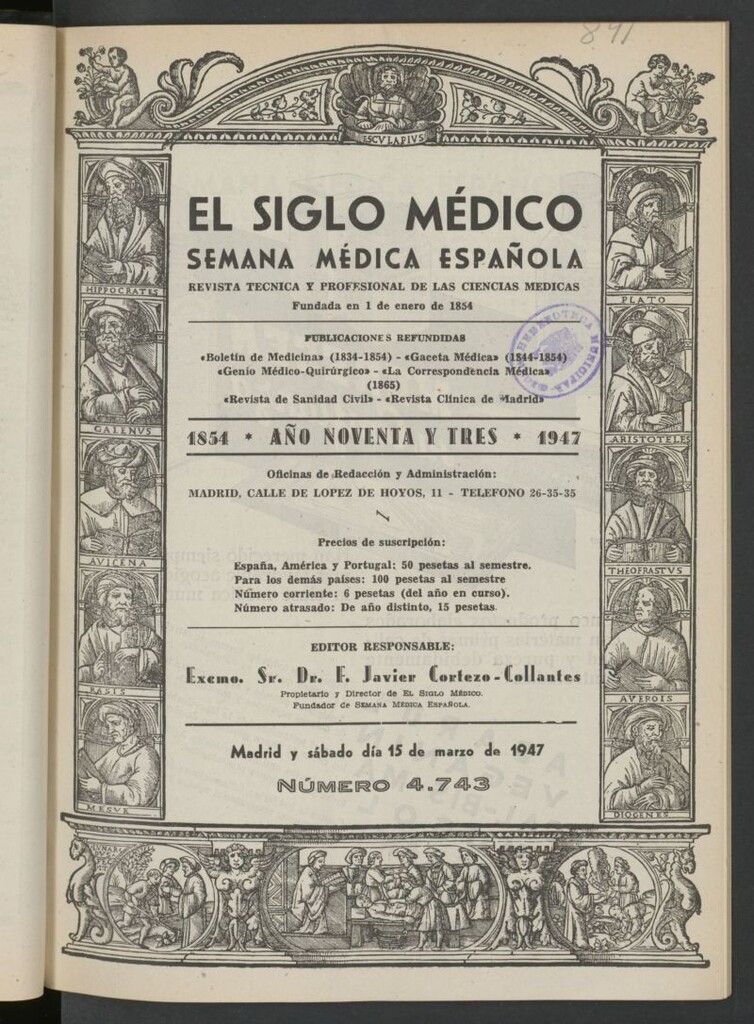 891
ESCVLAPIVS
EL SIGLO MÉDICO
SEMANA MÉDICA ESPAÑOLA
REVISTA TECNICA Y PROFESIONAL DE LAS CIENCIAS MEDICAS
Fundada en 1 de enero de 1854
PUBLICACIONES REFUNDIDAS
«Boletín de Medicina» (1834-1854) - «Gaceta Médica» (1844-1854)
«Genio Médico-Quirúrgico» - «La Correspondencia Médica»
(1865)
«Revista de Sanidad Civil» - «Revista Clínica de Madrid»
HEMEROTECA MUNICIPAL
1854 * AÑO NOVENTA Y TRES * 1947
Oficinas de Redacción y Administración:
MADRID, CALLE DE LOPEZ DE HOYOS, 11 - TELEFONO 26-35-35
Precios de suscripción:
España, América y Portugal: 50 pesetas al semestre.
Para los demás países: 100 pesetas al semestre
Número corriente: 6 pesetas (del año en curso).
Número atrasado: De año distinto, 15 pesetas.
EDITOR RESPONSABLE:
Excmo. Sr. Dr. F. Javier Cortezo-Collantes
Propietario y Director de EL SIGLO MÉDICO.
Fundador de SEMANA MÉDICA ESPAÑOLA.
Madrid y sábado día 15 de marzo de 1947
NÚMERO 4.743
HIPPOCRATES
GALENVS
AVICENA
RASIS
MESVE
PLATO
ARISTOTELES
THEOFRASTVS
AVEROIS
DIOGENES